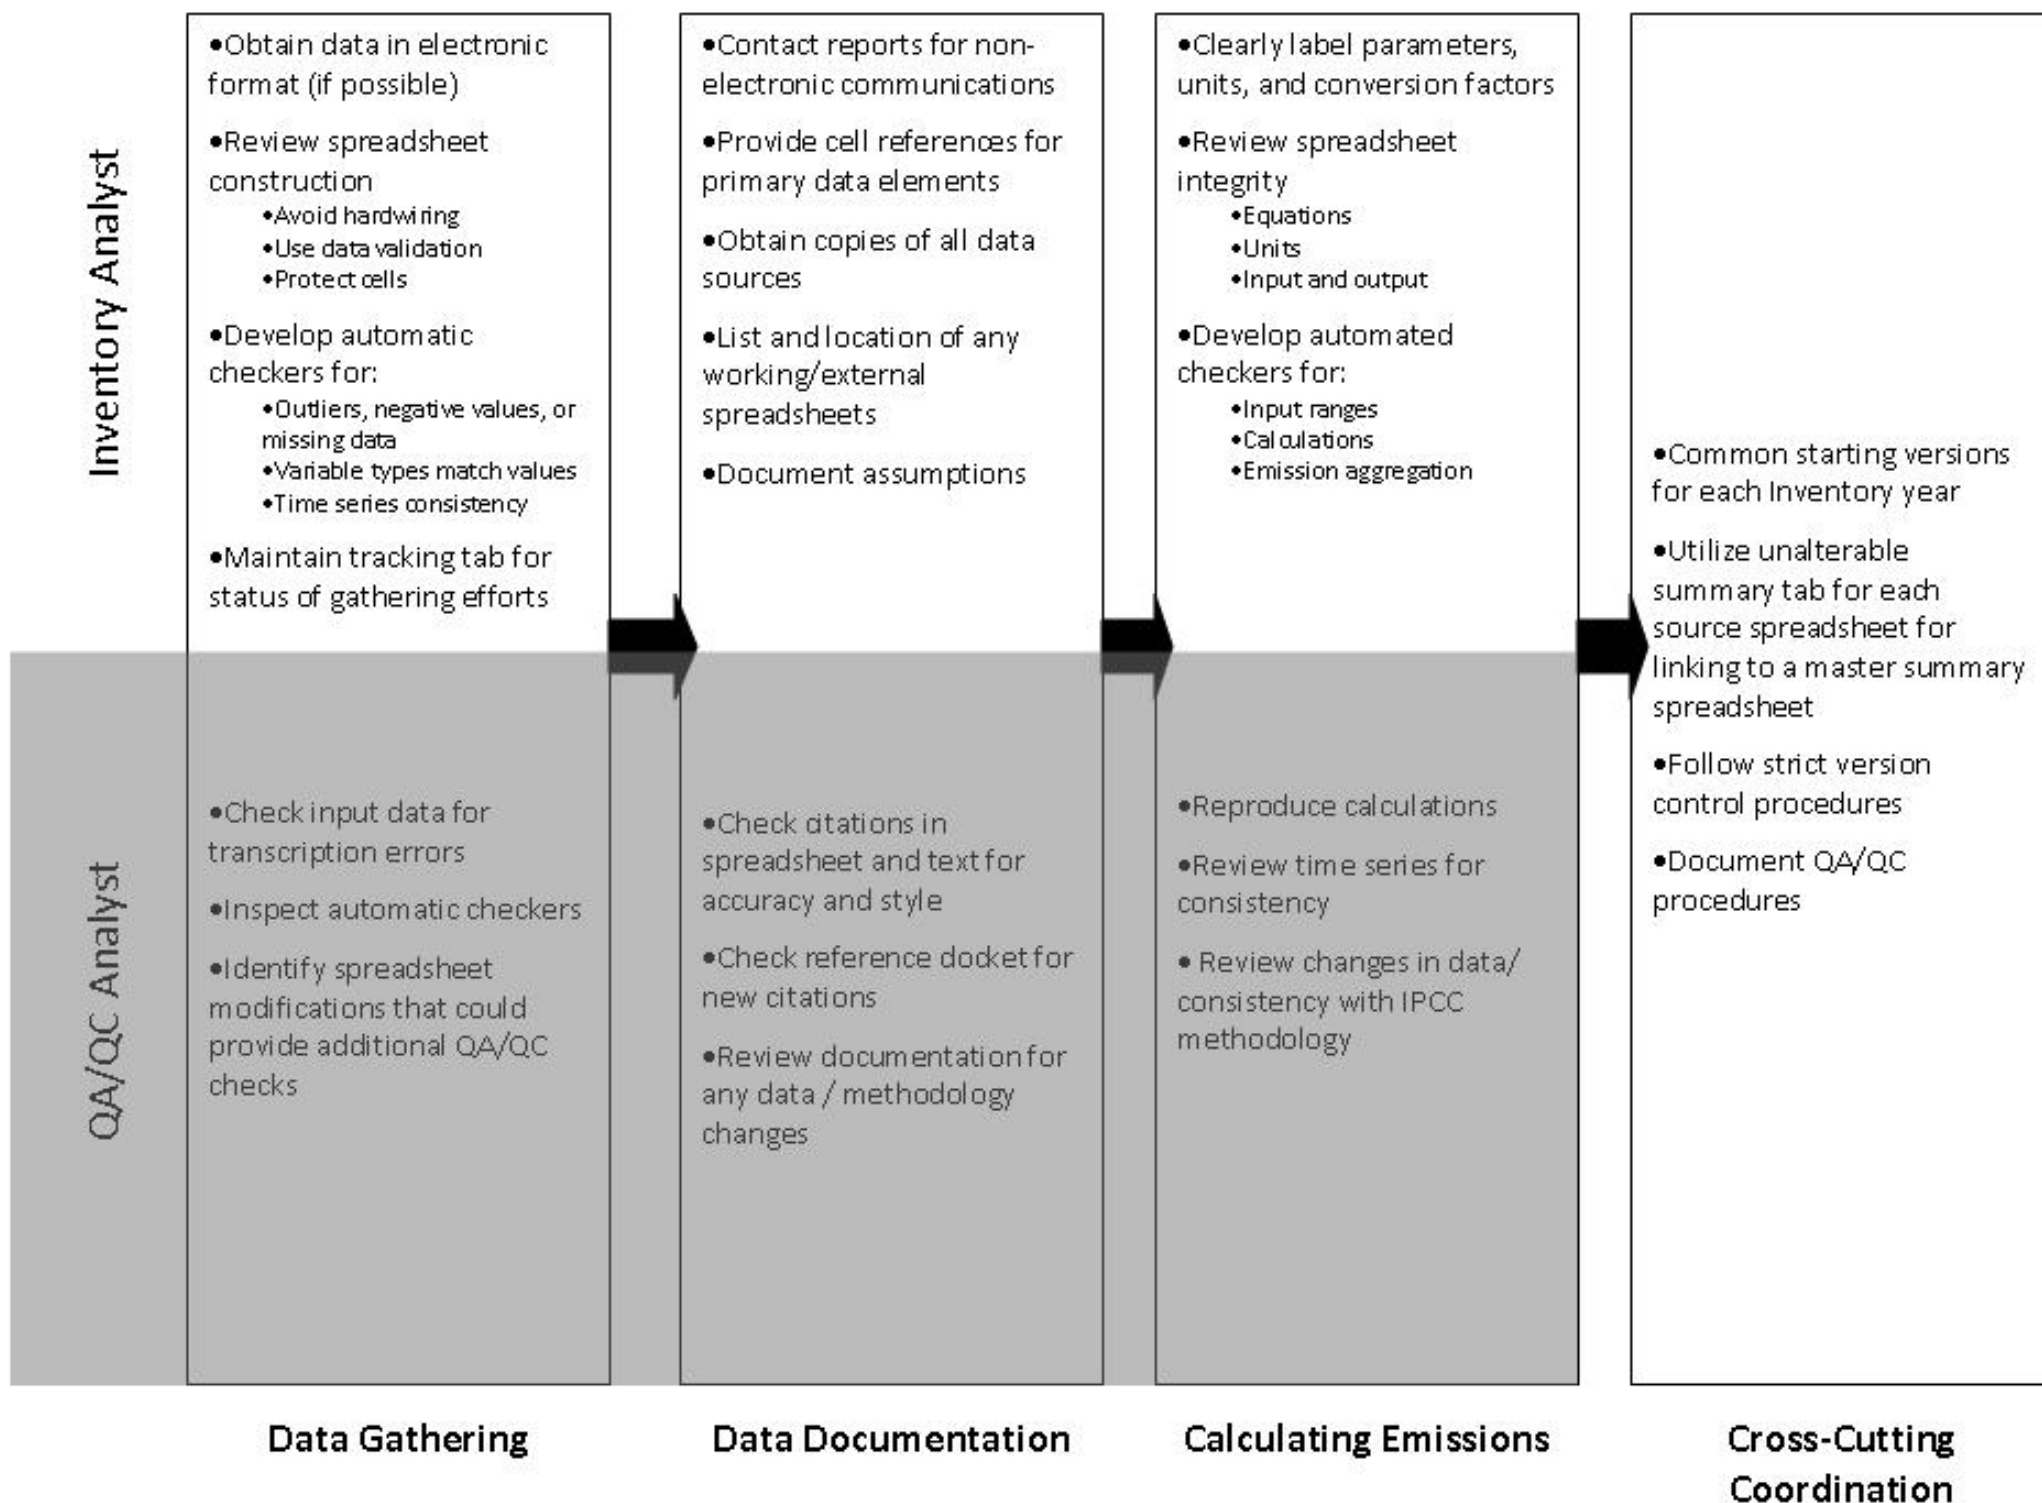 Inventory Analyst
•Obtain data in electronic
format (if possible)
•Review spreadsheet
construction
•Avoid hardwiring
•Use data validation
•Protect cells
•Develop automatic
checkers for:
•Outliers, negative values, or
missing data
•Variable types match values
•Time series consistency
•Maintain tracking tab for
status of gathering efforts
•Contact reports for non-
electronic communications
•Provide cell references for
primary data elements
•Obtain copies of all data
sources
•List and location of any
working/external
spreadsheets
•Document assumptions
•Clearly label parameters,
units, and conversion factors
•Review spreadsheet
integrity
•Equations
•Units
•Input and output
•Develop automated
checkers for:
•Input ranges
•Calculations
•Emission aggregation
QA/QC Analyst
•Check input data for
transcription errors
•Inspect automatic checkers
•Identify spreadsheet
modifications that could
provide additional QA/QC
checks
•Check citations in
spreadsheet and text for
accuracy and style
•Check reference docket for
new citations
•Review documentation for
any data / methodology
changes
•Reproduce calculations
•Review time series for
consistency
• Review changes in data/
consistency with IPCC
methodology
•Common starting versions
for each Inventory year
•Utilize unalterable
summary tab for each
source spreadsheet for
linking to a master summary
spreadsheet
•Follow strict version
control procedures
•Document QA/QC
procedures
Data Gathering
Data Documentation
Calculating Emissions
Cross-Cutting
Coordination